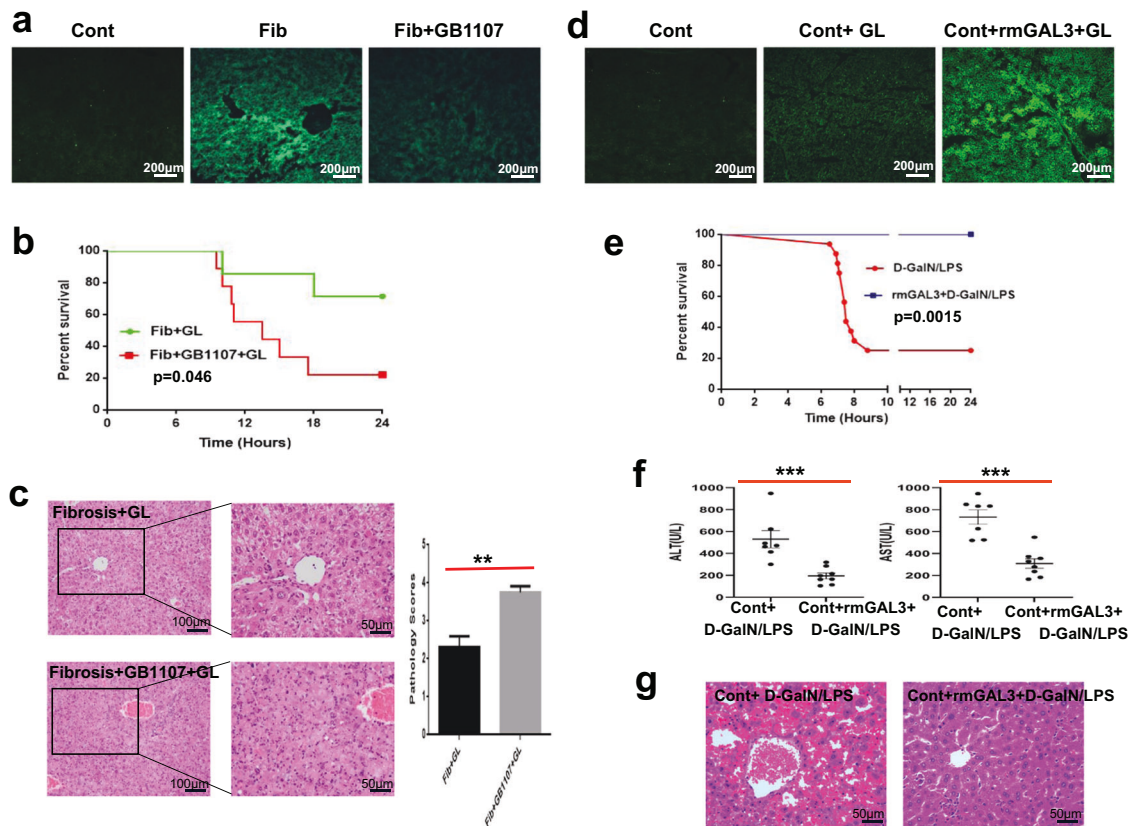 a
Cont
Fib
Fib+GB1107
200μm
200μm
200μm
d
Cont
Cont+ GL
Cont+rmGAL3+GL
200μm
200μm
200μm
b
Percent survival
100
80
60
40
20
0
0
6
12
18
24
Time (Hours)
Fib+GL
Fib+GB1107+GL
p=0.046
e
Percent survival
100
80
60
40
20
0
0
2
4
6
8
10
12
16
20
24
Time (Hours)
D-GalN/LPS
rmGAL3+D-GalN/LPS
p=0.0015
c
Fibrosis+GL
100μm
50μm
Fibrosis+GB1107+GL
100μm
50μm
Pathology Scores
5
4
3
2
1
0
**
Fib+GL
Fib+GB1107+GL
f
ALT(U/L)
1000
800
600
400
200
0
***
Cont+
D-GalN/LPS
Cont+rmGAL3+
D-GalN/LPS
AST(U/L)
1000
800
600
400
200
0
***
Cont+
D-GalN/LPS
Cont+rmGAL3+
D-GalN/LPS
g
Cont+ D-GalN/LPS
50μm
Cont+rmGAL3+D-GalN/LPS
50μm